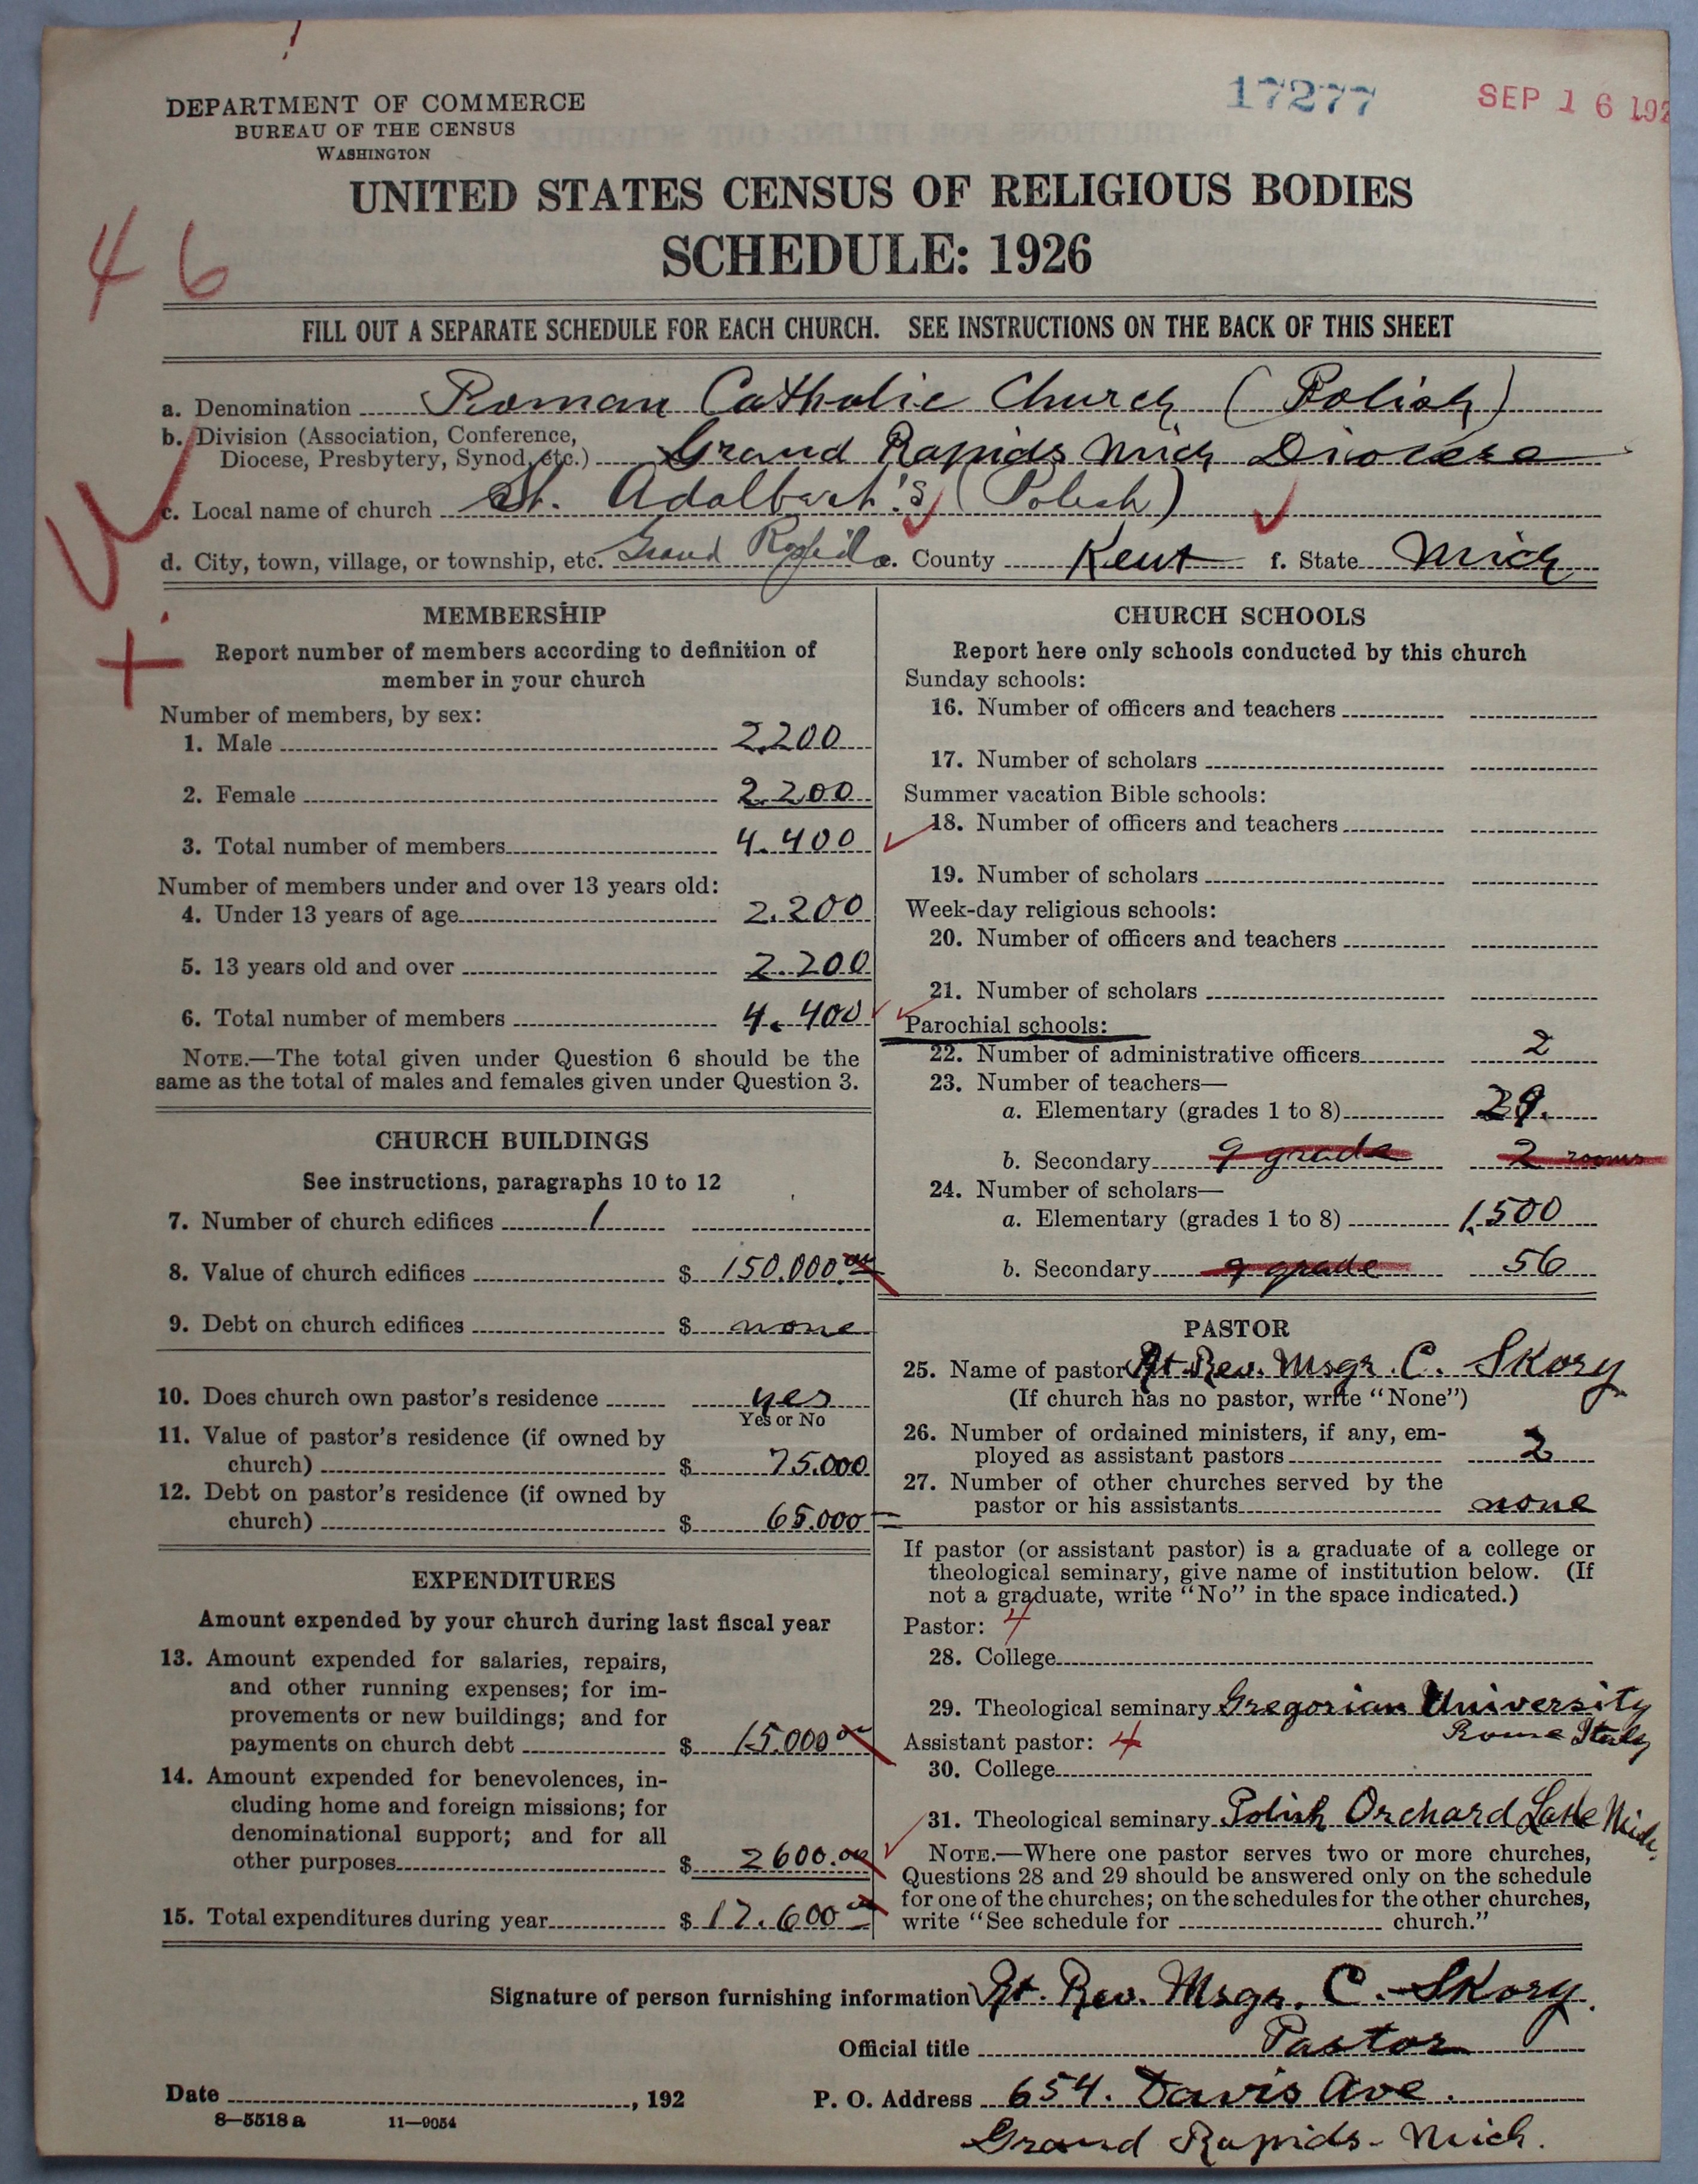 17277
SEP 16 192
DEPARTMENT OF COMMERCE
BUREAU OF THE CENSUS
WASHINGTON
UNITED STATES CENSUS OF RELIGIOUS BODIES
SCHEDULE: 1926
46
FILL OUT A SEPARATE SCHEDULE FOR EACH CHURCH. SEE INSTRUCTIONS ON THE BACK OF THIS SHEET
a. Denomination Roman Catholic Church (Polish)
b. Division (Association, Conference,
Diocese, Presbytery, Synod, etc.) Grand Rapids Mich Diocese
c. Local name of church St. Adalbert's (Polish)
d. City, town, village, or township, etc. Grand Rapids e. County Kent f. State Mich
MEMBERSHIP
Report number of members according to definition of
member in your church
Number of members, by sex:
1. Male 2200
2. Female 2.200
3. Total number of members 4.400
Number of members under and over 13 years old:
4. Under 13 years of age 2.200
5. 13 years old and over 2.200
6. Total number of members 4.400
NOTE.—The total given under Question 6 should be the
same as the total of males and females given under Question 3.
CHURCH BUILDINGS
See instructions, paragraphs 10 to 12
7. Number of church edifices 1
8. Value of church edifices $ 150.000.00
9. Debt on church edifices $ none
10. Does church own pastor's residence yes
Yes or No
11. Value of pastor's residence (if owned by
church) $ 75.000
12. Debt on pastor's residence (if owned by
church) $ 65.000
EXPENDITURES
Amount expended by your church during last fiscal year
13. Amount expended for salaries, repairs,
and other running expenses; for im-
provements or new buildings; and for
payments on church debt $ 15.000 00
14. Amount expended for benevolences, in-
cluding home and foreign missions; for
denominational support; and for all
other purposes $ 2600.00
15. Total expenditures during year $ 17.600 00
CHURCH SCHOOLS
Report here only schools conducted by this church
Sunday schools:
16. Number of officers and teachers
17. Number of scholars
Summer vacation Bible schools:
18. Number of officers and teachers
19. Number of scholars
Week-day religious schools:
20. Number of officers and teachers
21. Number of scholars
Parochial schools:
22. Number of administrative officers 2
23. Number of teachers—
a. Elementary (grades 1 to 8) 29.
b. Secondary 9 grade 2 rooms
24. Number of scholars—
a. Elementary (grades 1 to 8) 1.500
b. Secondary 9 grade 56
PASTOR
25. Name of pastor Rt. Rev. Msgr. C. Skory
(If church has no pastor, write "None")
26. Number of ordained ministers, if any, em-
ployed as assistant pastors 2
27. Number of other churches served by the
pastor or his assistants none
If pastor (or assistant pastor) is a graduate of a college or
theological seminary, give name of institution below. (If
not a graduate, write "No" in the space indicated.)
Pastor: 4
28. College
29. Theological seminary Gregorian University
Rome Italy
Assistant pastor: 4
30. College
31. Theological seminary Polish Orchard Lake Mich.
NOTE.—Where one pastor serves two or more churches,
Questions 28 and 29 should be answered only on the schedule
for one of the churches; on the schedules for the other churches,
write "See schedule for church."
Signature of person furnishing information Rt. Rev. Msgr. C. Skory.
Official title Pastor
Date , 192 P. O. Address 654. Davis Ave.
8—5518a 11—9054
Grand Rapids- Mich.